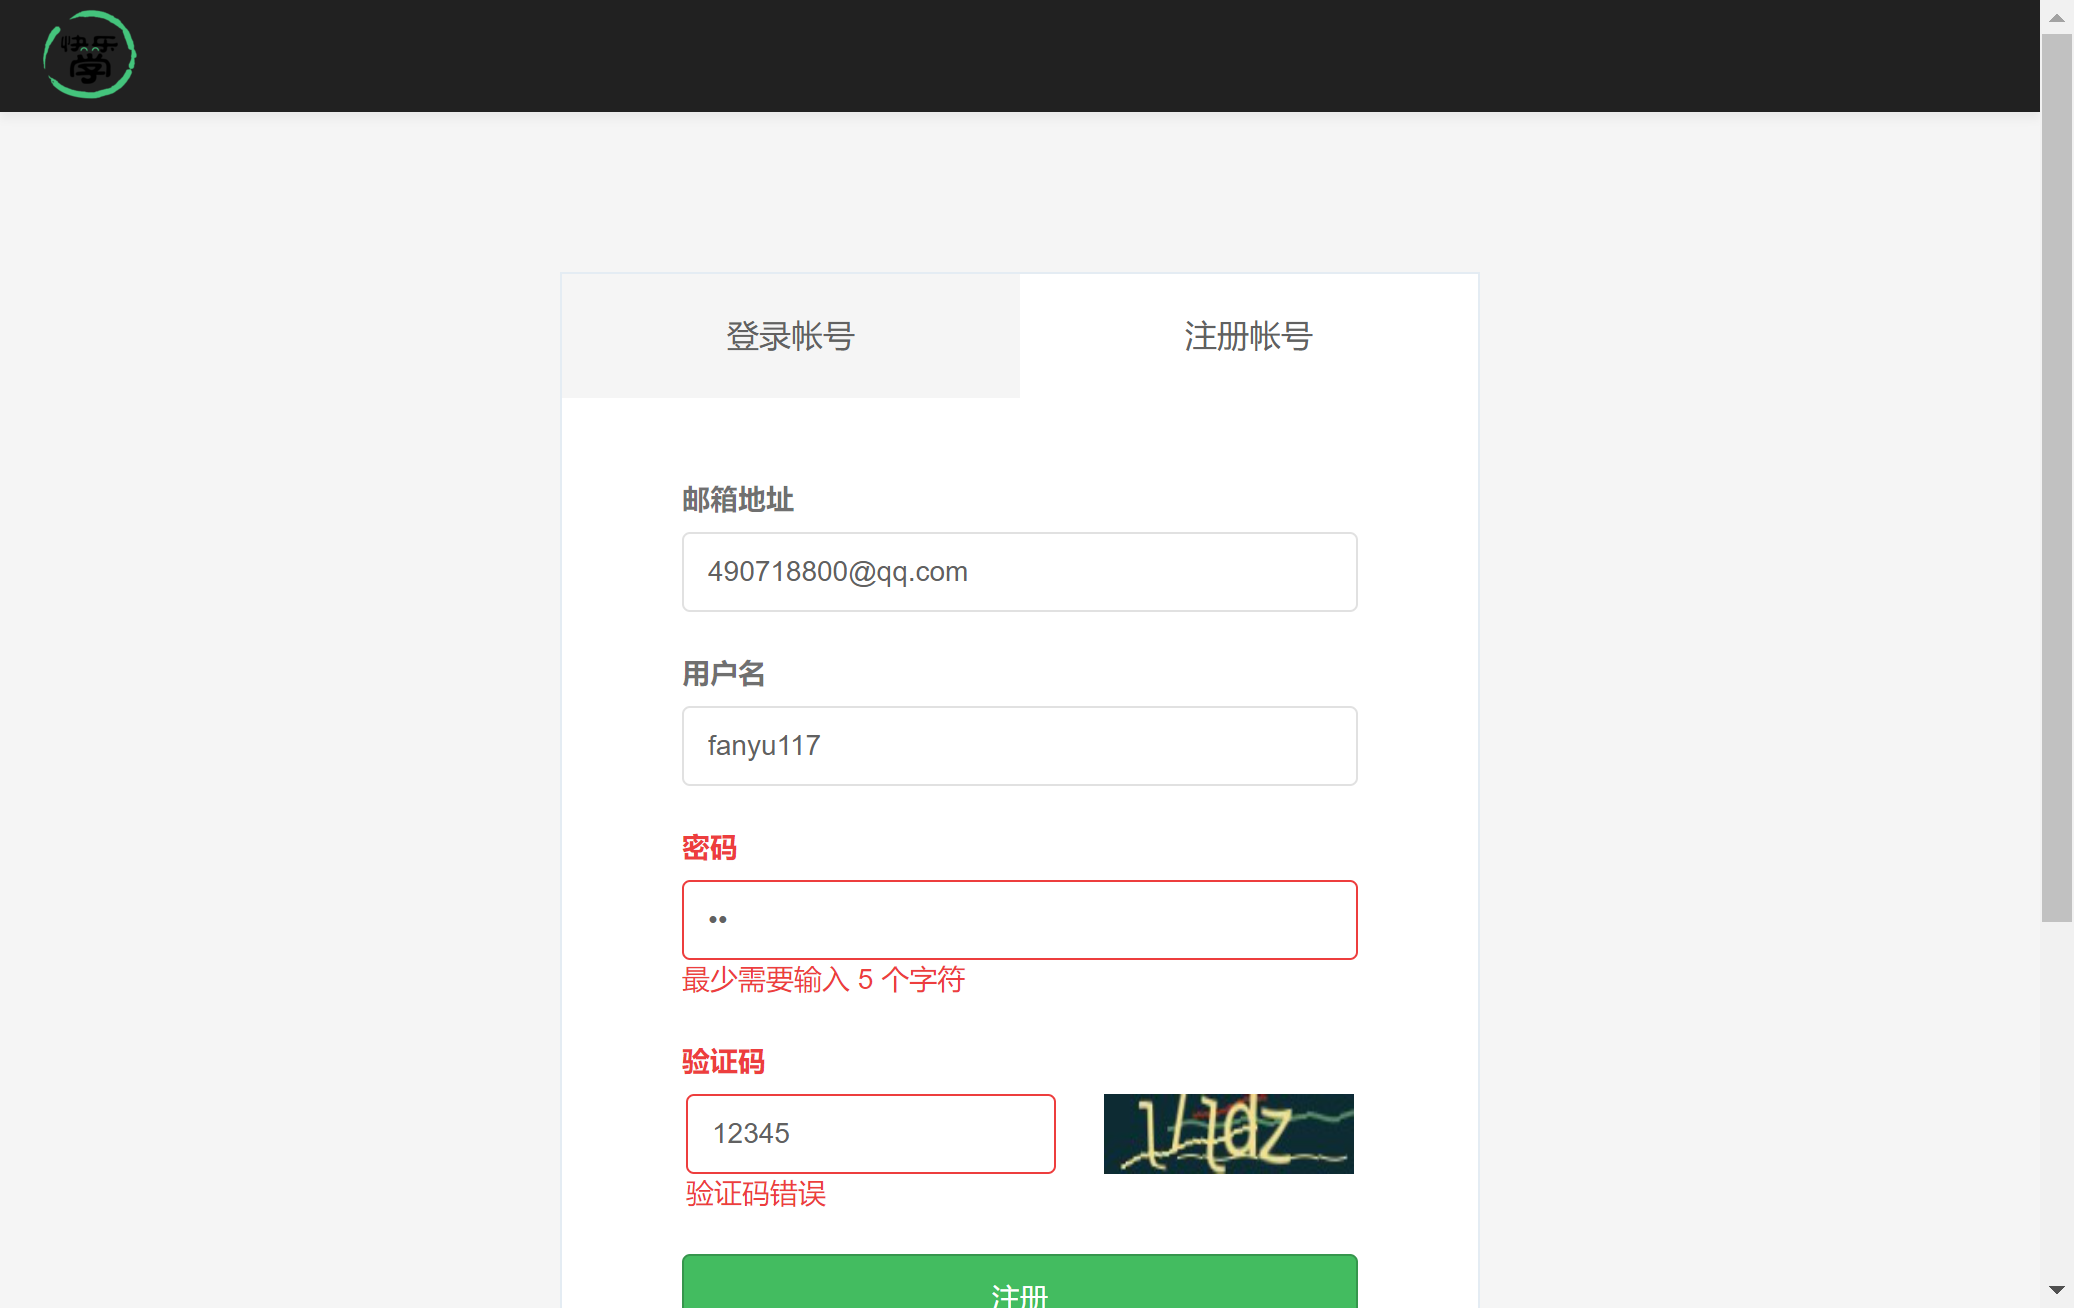 快乐
学
登录帐号
注册帐号
邮箱地址
490718800@qq.com
用户名
fanyu117
密码
••
最少需要输入 5 个字符
验证码
12345
验证码错误
注册